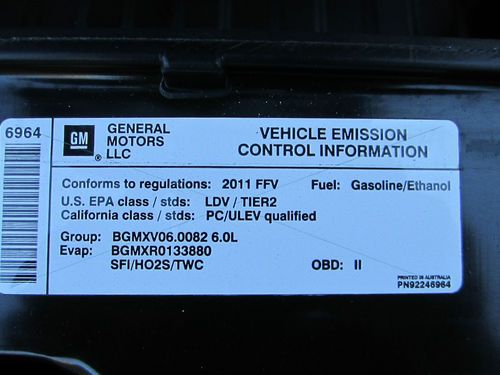 6964
GM
®
GENERAL
MOTORS
LLC
VEHICLE EMISSION
CONTROL INFORMATION
Conforms to regulations: 2011 FFV Fuel: Gasoline/Ethanol
U.S. EPA class / stds: LDV / TIER2
California class / stds: PC/ULEV qualified
Group: BGMXV06.0082 6.0L
Evap: BGMXR0133880
SFI/HO2S/TWC OBD: II
PRINTED IN AUSTRALIA
PN92246964